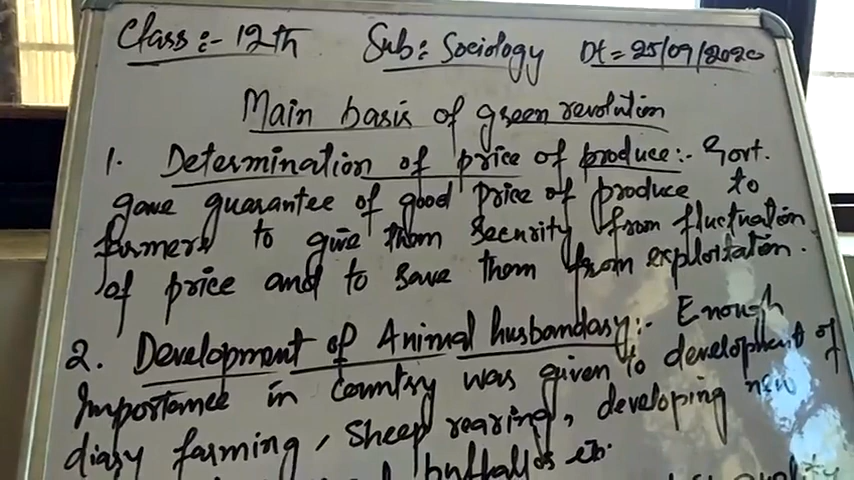 Class:- 12th Sub: Sociology Dt = 25/09/2020
Main basis of green revolution
1. Determination of price of produce:- Govt.
gave guarantee of good price of produce to
farmers to give them security from fluctuation
of price and to save them from exploitation.
2. Development of Animal husbandary:- Enough
Importance in country was given to development of
diary farming, sheep rearing, developing new
buffalos etc.
quality